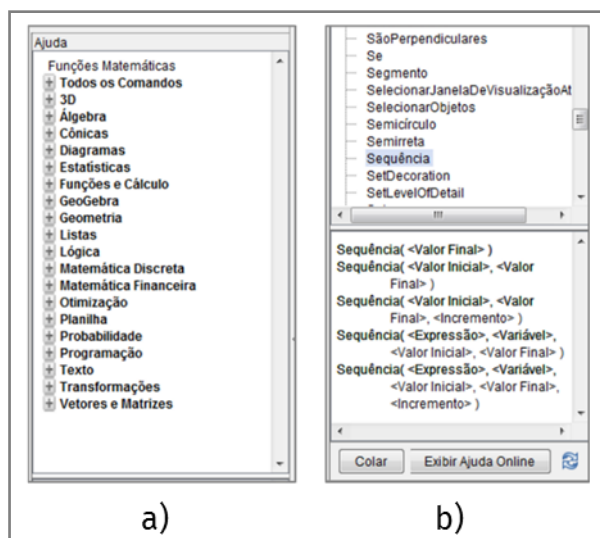 Ajuda
Funções Matemáticas
Todos os Comandos
3D
Álgebra
Cônicas
Diagramas
Estatísticas
Funções e Cálculo
GeoGebra
Geometria
Listas
Lógica
Matemática Discreta
Matemática Financeira
Otimização
Planilha
Probabilidade
Programação
Texto
Transformações
Vetores e Matrizes
a)
SãoPerpendiculares
Se
Segmento
SelecionarJanelaDeVisualizaçãoAt
SelecionarObjetos
Semicírculo
Semirreta
Sequência
SetDecoration
SetLevelOfDetail
Sequência( <Valor Final> )
Sequência( <Valor Inicial>, <Valor
Final> )
Sequência( <Valor Inicial>, <Valor
Final>, <Incremento> )
Sequência( <Expressão>, <Variável>,
<Valor Inicial>, <Valor Final> )
Sequência( <Expressão>, <Variável>,
<Valor Inicial>, <Valor Final>,
<Incremento> )
Colar
Exibir Ajuda Online
b)